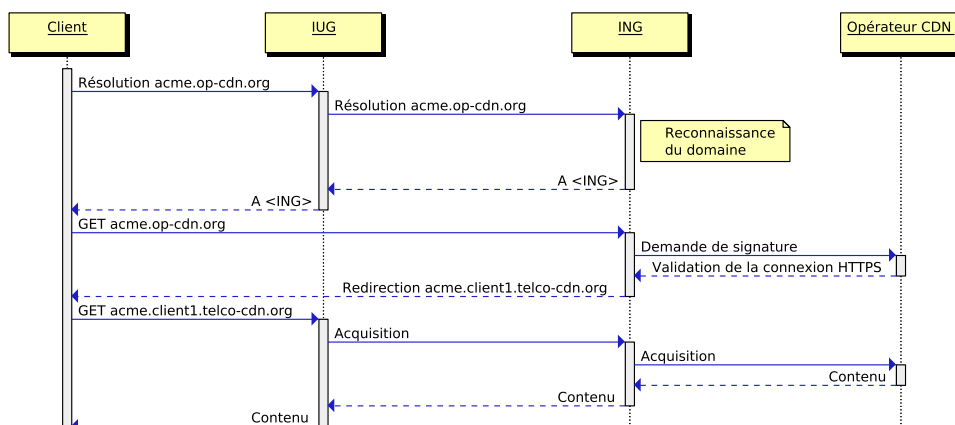 Client
IUG
ING
Opérateur CDN
Résolution acme.op-cdn.org
Résolution acme.op-cdn.org
Reconnaissance
du domaine
A <ING>
A <ING>
GET acme.op-cdn.org
Demande de signature
Validation de la connexion HTTPS
Redirection acme.client1.telco-cdn.org
GET acme.client1.telco-cdn.org
Acquisition
Acquisition
Contenu
Contenu
Contenu